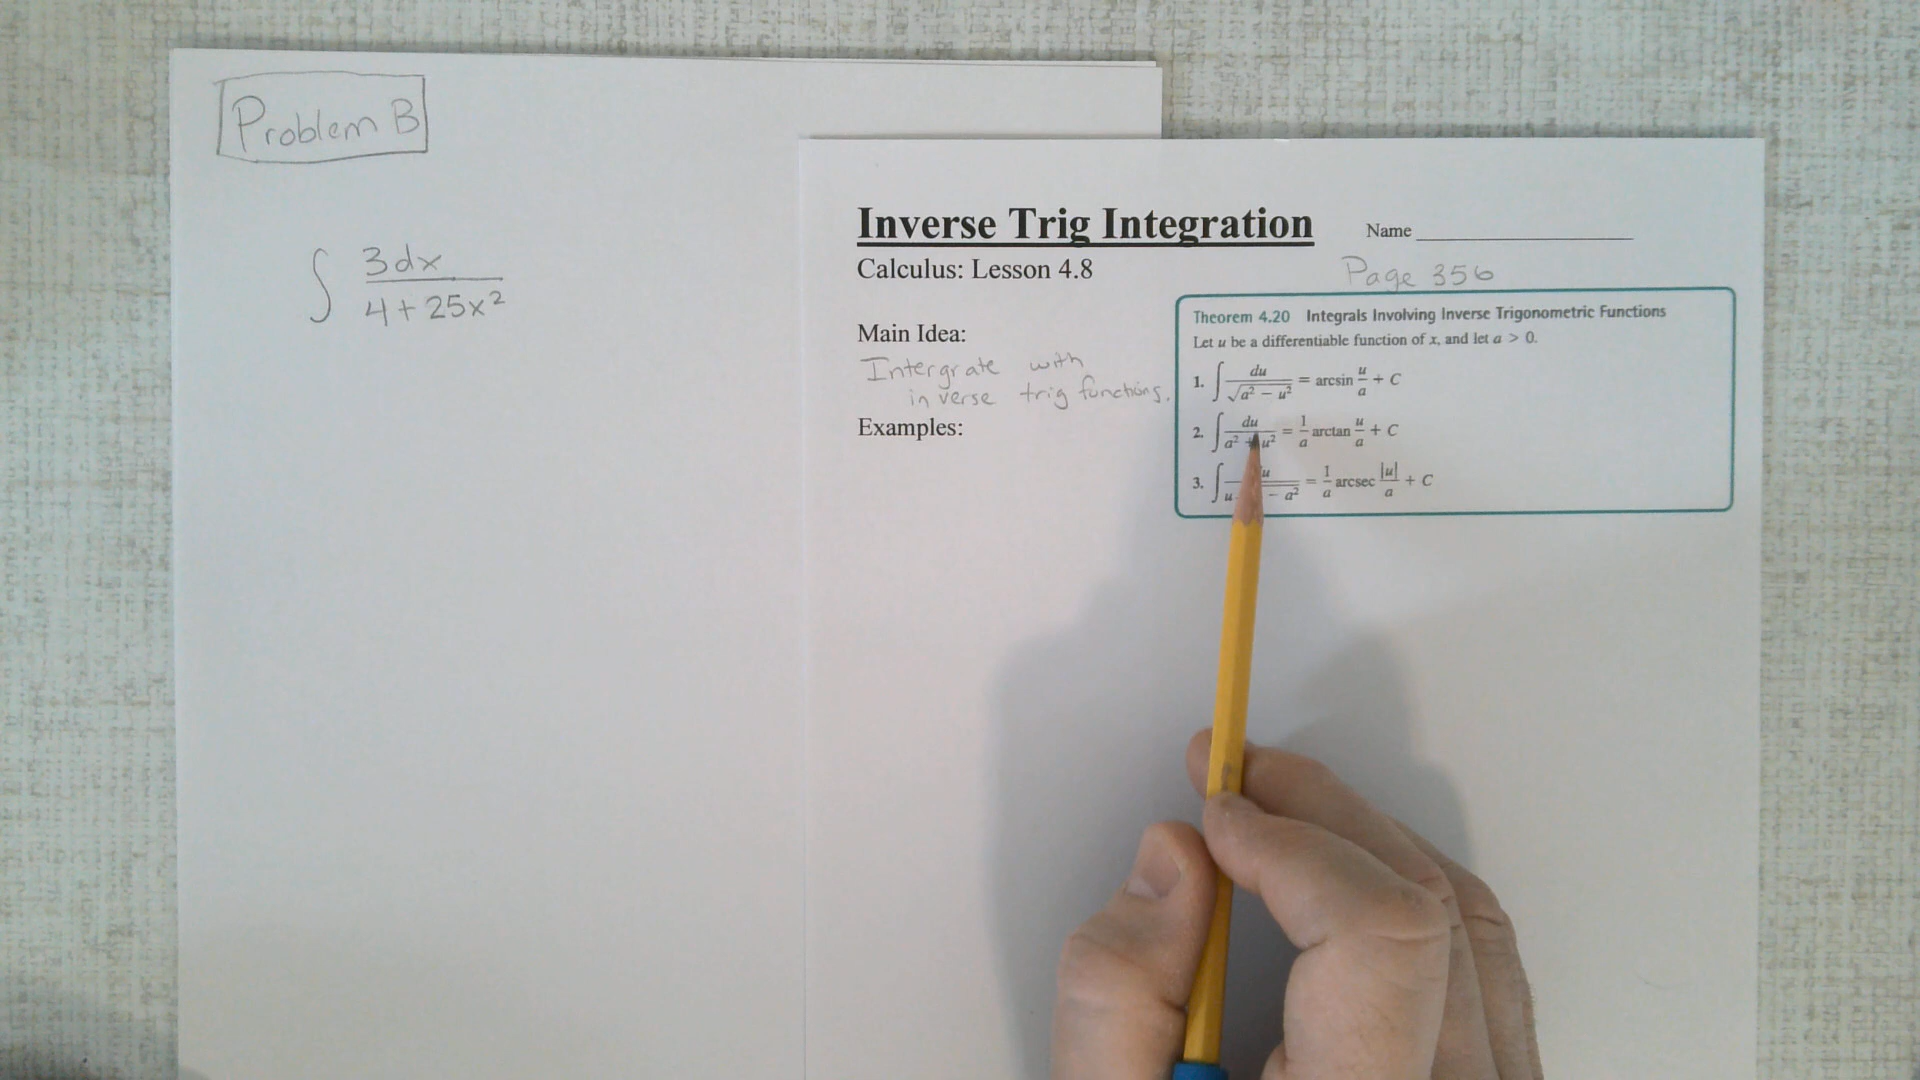 Problem B
∫ 3dx / 4 + 25x²
Inverse Trig Integration
Name
Calculus: Lesson 4.8
Page 356
Main Idea:
Intergrate with
inverse trig functions.
Examples:
Theorem 4.20 Integrals Involving Inverse Trigonometric Functions
Let u be a differentiable function of x, and let a > 0.
1. ∫ du / √a² − u² = arcsin u/a + C
2. ∫ du / a² + u² = 1/a arctan u/a + C
3. ∫ u / u − a² = 1/a arcsec |u|/a + C